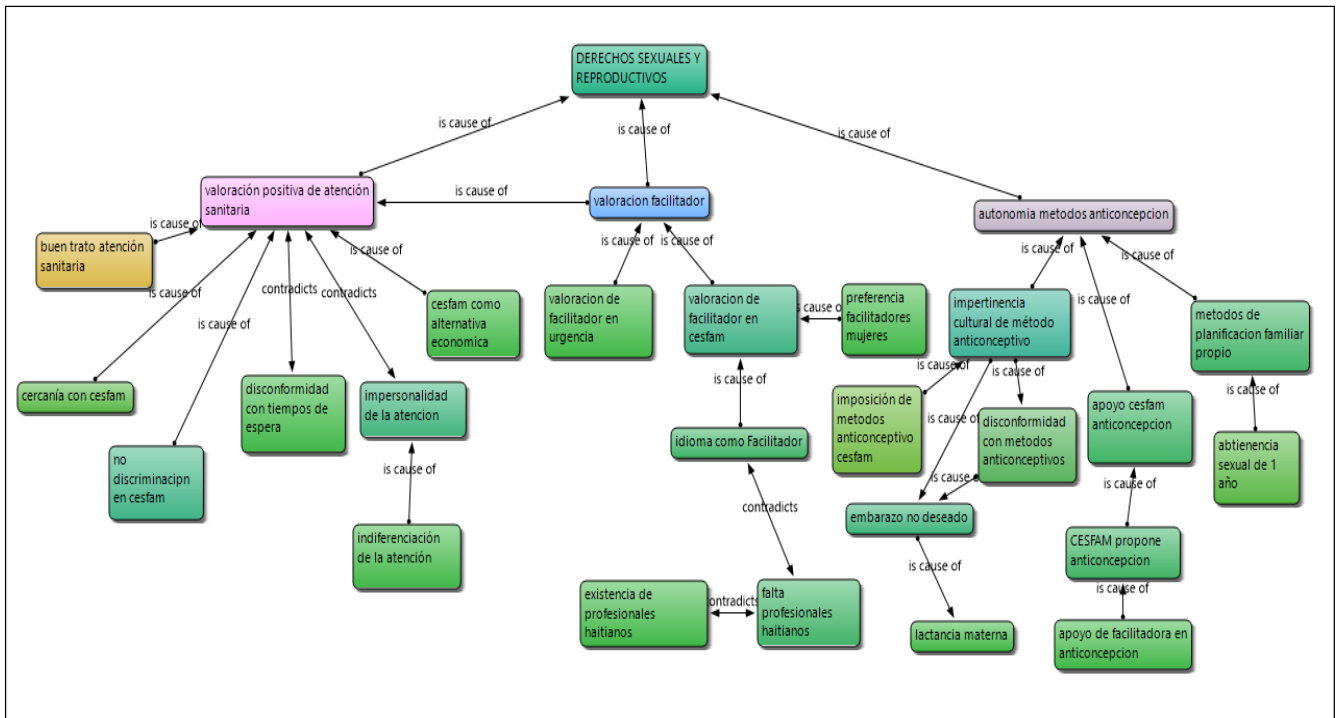 DERECHOS SEXUALES Y
REPRODUCTIVOS
is cause of
is cause of
is cause of
valoración positiva de atención
sanitaria
is cause of
valoracion facilitador
autonomia metodos anticoncepcion
is cause of
buen trato atención
sanitaria
is cause of
is cause of
is cause of
is cause of
is cause of
is cause of
is cause of
contradicts
contradicts
is cause of
cesfam como
alternativa
economica
valoracion de
facilitador en
urgencia
valoracion de
facilitador en
cesfam
is cause of
preferencia
facilitadores
mujeres
impertinencia
cultural de método
anticonceptivo
metodos de
planificacion familiar
propio
is cause of
cercanía con cesfam
disconformidad
con tiempos de
espera
impersonalidad
de la atencion
is cause of
imposición de
metodos
anticonceptivo
cesfam
is cause of
disconformidad
con metodos
anticonceptivos
apoyo cesfam
anticoncepcion
is cause of
abtienencia
sexual de 1
año
no
discriminacipn
en cesfam
is cause of
idioma como Facilitador
is cause of
is cause of
contradicts
embarazo no deseado
indiferenciación
de la atención
CESFAM propone
anticoncepcion
is cause of
is cause of
existencia de
profesionales
haitianos
contradicts
falta
profesionales
haitianos
lactancia materna
apoyo de facilitadora en
anticoncepcion